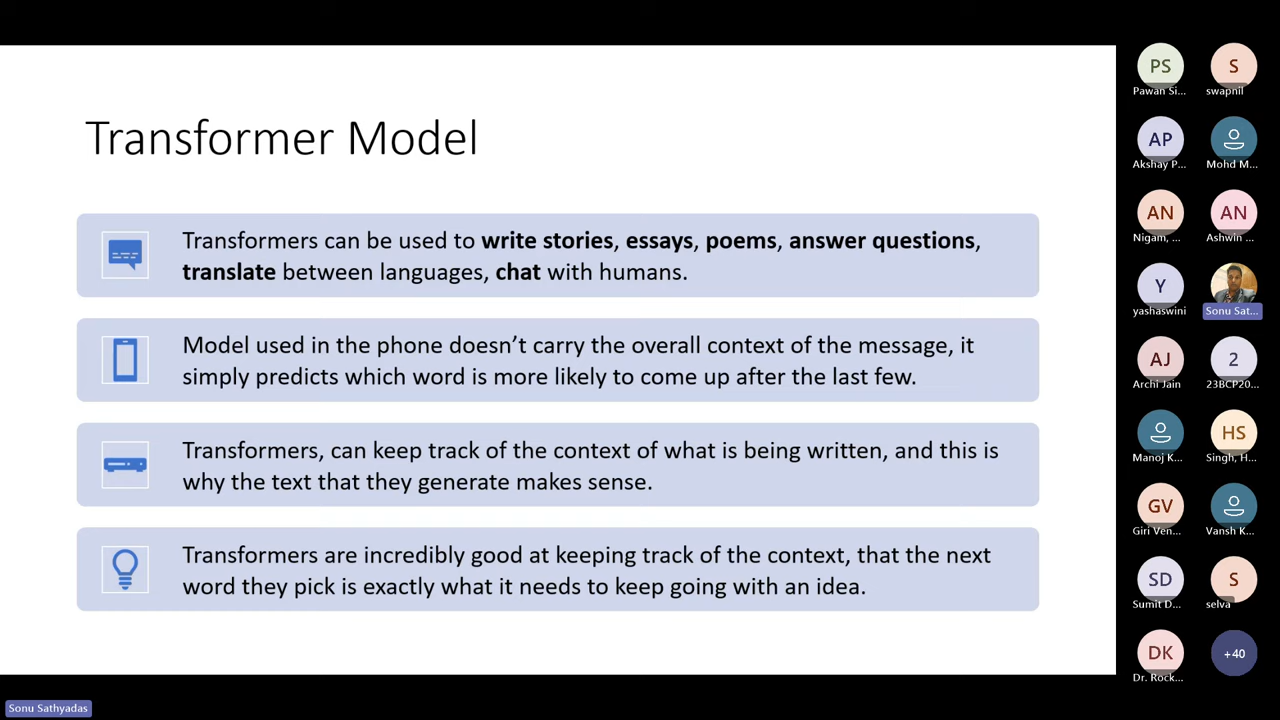 Transformer Model
Transformers can be used to write stories, essays, poems, answer questions,
translate between languages, chat with humans.
Model used in the phone doesn’t carry the overall context of the message, it
simply predicts which word is more likely to come up after the last few.
Transformers, can keep track of the context of what is being written, and this is
why the text that they generate makes sense.
Transformers are incredibly good at keeping track of the context, that the next
word they pick is exactly what it needs to keep going with an idea.
PS
Pawan Si...
S
swapnil
AP
Akshay P...
Mohd M...
AN
Nigam, ...
AN
Ashwin ...
Y
yashaswini
Sonu Sat...
AJ
Archi Jain
2
23BCP20...
Manoj K...
HS
Singh, H...
GV
Giri Ven...
Vansh K...
SD
Sumit D...
S
selva
DK
Dr. Rock...
+40
Sonu Sathyadas